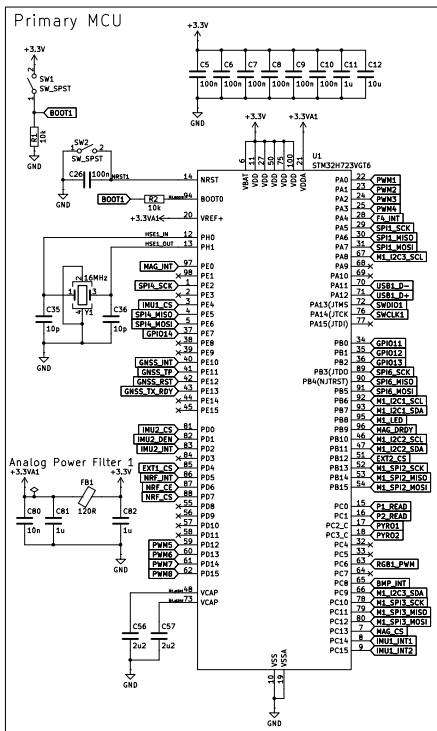 Primary MCU
+3.3V
SW1
SW_SPST
BOOT1
R1
10k
GND
+3.3V
C5
100n
C6
100n
C7
100n
C8
100n
C9
100n
C10
100n
C11
1u
C12
10u
GND
SW2
SW_SPST
C26
100n
GND
NRST1
BOOT1
R2
10k
+3.3VA1
HSE1_IN
HSE1_OUT
16MHz
Y1
C35
10p
C36
10p
GND
+3.3V
+3.3VA1
U1
STM32H723VGT6
6 VBAT
11 VDD
27 VDD
50 VDD
75 VDD
100 VDD
21 VDDA
14 NRST
94 BOOT0
20 VREF+
12 PH0
13 PH1
MAG_INT 97 PE0
98 PE1
SPI4_SCK 1 PE2
2 PE3
IMU1_CS 3 PE4
SPI4_MISO 4 PE5
SPI4_MOSI 5 PE6
GPIO14 37 PE7
38 PE8
39 PE9
GNSS_INT 40 PE10
GNSS_TP 41 PE11
GNSS_RST 42 PE12
GNSS_TX_RDY 43 PE13
44 PE14
45 PE15
IMU2_CS 81 PD0
IMU2_DEN 82 PD1
IMU2_INT 83 PD2
84 PD3
EXT1_CS 85 PD4
NRF_INT 86 PD5
NRF_CE 87 PD6
NRF_CS 88 PD7
55 PD8
56 PD9
57 PD10
58 PD11
PWM5 59 PD12
PWM6 60 PD13
PWM7 61 PD14
PWM8 62 PD15
48 VCAP
73 VCAP
C56
2u2
C57
2u2
GND
PA0 22 PWM1
PA1 23 PWM2
PA2 24 PWM3
PA3 25 PWM4
PA4 28 F4_INT
PA5 29 SPI1_SCK
PA6 30 SPI1_MISO
PA7 31 SPI1_MOSI
PA8 67 M1_I2C3_SCL
PA9 68
PA10 69
PA11 70 USB1_D-
PA12 71 USB1_D+
PA13(JTMS) 72 SWDIO1
PA14(JTCK) 76 SWCLK1
PA15(JTDI) 77
PB0 34 GPIO11
PB1 35 GPIO12
PB2 36 GPIO13
PB3(JTDO) 89 SPI6_SCK
PB4(NJTRST) 90 SPI6_MISO
PB5 91 SPI6_MOSI
PB6 92 M1_I2C1_SCL
PB7 93 M1_I2C1_SDA
PB8 95 M1_LED
PB9 96 MAG_DRDY
PB10 46 M1_I2C2_SCL
PB11 47 M1_I2C2_SDA
PB12 51 EXT2_CS
PB13 52 M1_SPI2_SCK
PB14 53 M1_SPI2_MISO
PB15 54 M1_SPI2_MOSI
PC0 15 P1_READ
PC1 16 P2_READ
PC2_C 17 PYRO1
PC3_C 18 PYRO2
PC4 32
PC5 33
PC6 63 RGB1_PWM
PC7 64
PC8 65 BMP_INT
PC9 66 M1_I2C3_SDA
PC10 78 M1_SPI3_SCK
PC11 79 M1_SPI3_MISO
PC12 80 M1_SPI3_MOSI
PC13 7 MAG_CS
PC14 8 IMU1_INT1
PC15 9 IMU1_INT2
VSS 10
VSSA 19
GND
Analog Power Filter 1
+3.3VA1
+3.3V
FB1
120R
C80
10n
C81
1u
C82
1u
GND